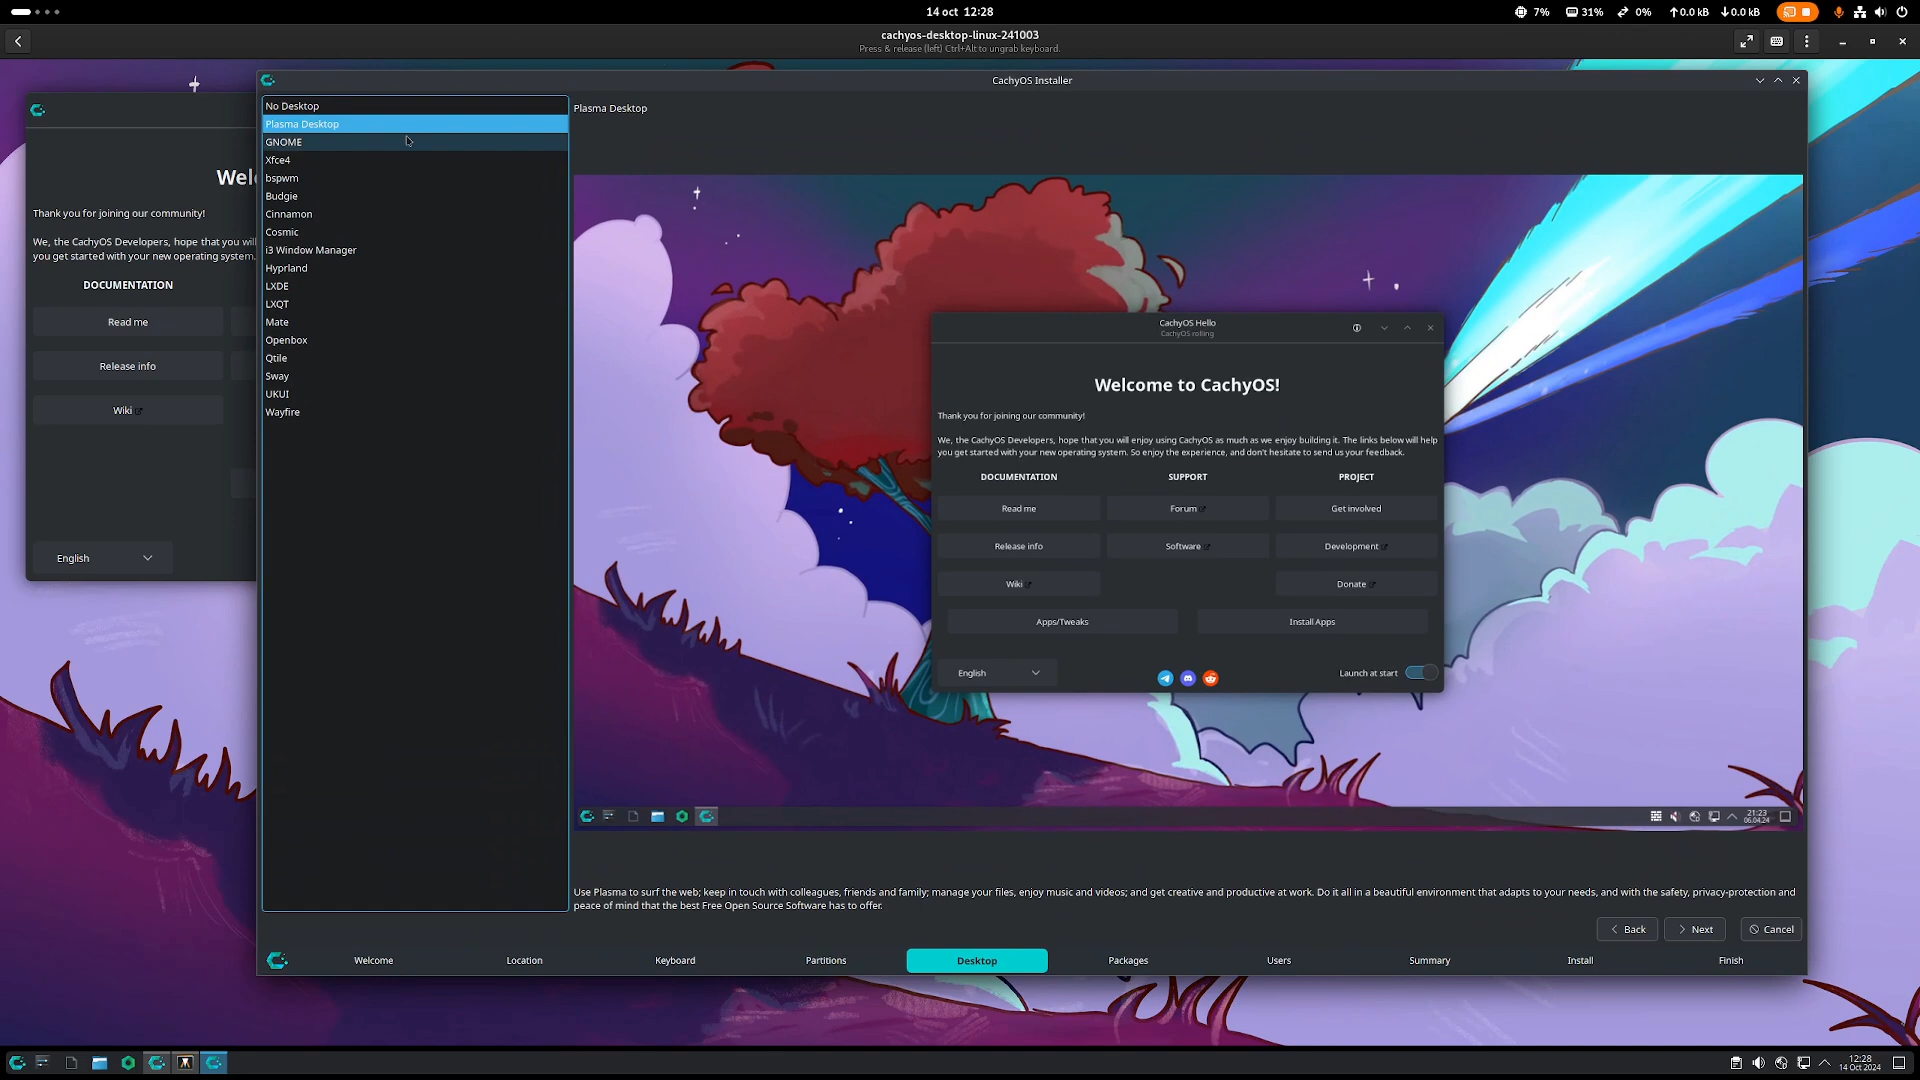 14 oct 12:28
7%
31%
0%
↑0.0 kB ↓0.0 kB
cachyos-desktop-linux-241003
Press & release (left) Ctrl+Alt to ungrab keyboard.
CachyOS Installer
Wel
Thank you for joining our community!
We, the CachyOS Developers, hope that you will
you get started with your new operating system.
DOCUMENTATION
Read me
Release info
Wiki
English
No Desktop
Plasma Desktop
GNOME
Xfce4
bspwm
Budgie
Cinnamon
Cosmic
i3 Window Manager
Hyprland
LXDE
LXQT
Mate
Openbox
Qtile
Sway
UKUI
Wayfire
Plasma Desktop
CachyOS Hello
CachyOS rolling
Welcome to CachyOS!
Thank you for joining our community!
We, the CachyOS Developers, hope that you will enjoy using CachyOS as much as we enjoy building it. The links below will help
you get started with your new operating system. So enjoy the experience, and don't hesitate to send us your feedback.
DOCUMENTATION SUPPORT PROJECT
Read me Forum Get involved
Release info Software Development
Wiki Donate
Apps/Tweaks Install Apps
English Launch at start
21:23
06.04.24
Use Plasma to surf the web; keep in touch with colleagues, friends and family; manage your files, enjoy music and videos; and get creative and productive at work. Do it all in a beautiful environment that adapts to your needs, and with the safety, privacy-protection and
peace of mind that the best Free Open Source Software has to offer.
Back Next Cancel
Welcome Location Keyboard Partitions Desktop Packages Users Summary Install Finish
12:28
14 Oct 2024